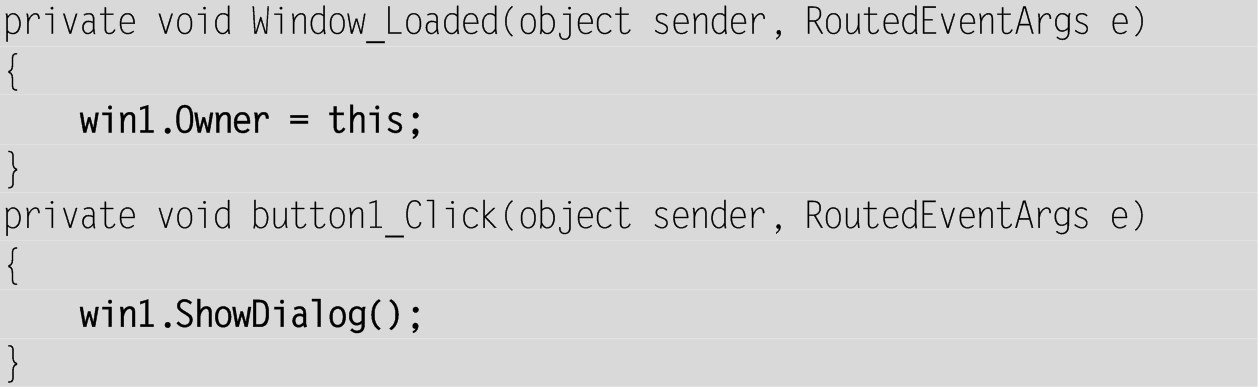 private void Window_Loaded(object sender, RoutedEventArgs e)
{
    win1.Owner = this;
}
private void button1_Click(object sender, RoutedEventArgs e)
{
    win1.ShowDialog();
}